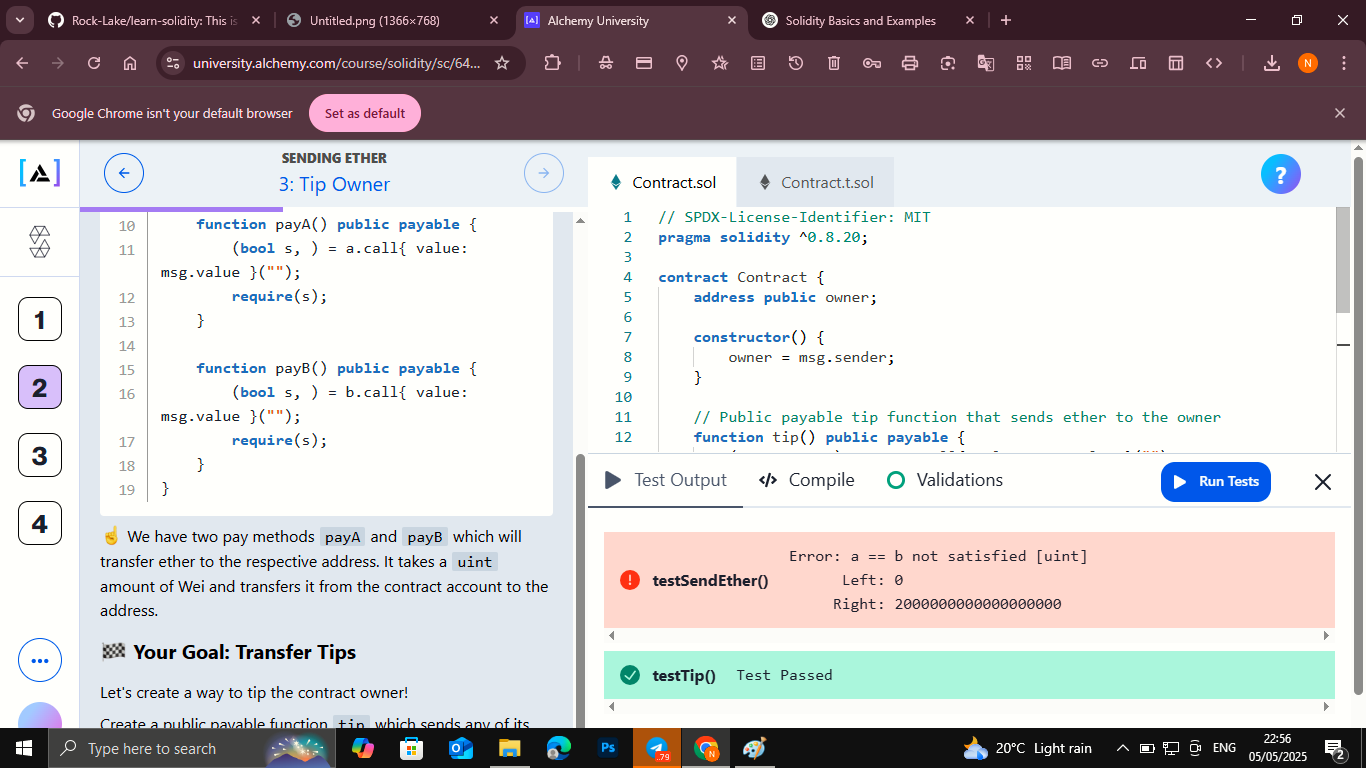 Rock-Lake/learn-solidity: This is
Untitled.png (1366×768)
Alchemy University
Solidity Basics and Examples
university.alchemy.com/course/solidity/sc/64...
N
Google Chrome isn't your default browser
Set as default
SENDING ETHER
3: Tip Owner
1
2
3
4
10 function payA() public payable {
11 (bool s, ) = a.call{ value:
msg.value }("");
12 require(s);
13 }
14
15 function payB() public payable {
16 (bool s, ) = b.call{ value:
msg.value }("");
17 require(s);
18 }
19 }
☝️ We have two pay methods payA and payB which will
transfer ether to the respective address. It takes a uint
amount of Wei and transfers it from the contract account to the
address.
🏁 Your Goal: Transfer Tips
Let's create a way to tip the contract owner!
Create a public payable function tip which sends any of its
Contract.sol
Contract.t.sol
?
1 // SPDX-License-Identifier: MIT
2 pragma solidity ^0.8.20;
3
4 contract Contract {
5 address public owner;
6
7 constructor() {
8 owner = msg.sender;
9 }
10
11 // Public payable tip function that sends ether to the owner
12 function tip() public payable {
Test Output
Compile
Validations
Run Tests
testSendEther()
Error: a == b not satisfied [uint]
Left: 0
Right: 2000000000000000000
testTip() Test Passed
Type here to search
Ps
.79
20°C Light rain
ENG
22:56
05/05/2025
2